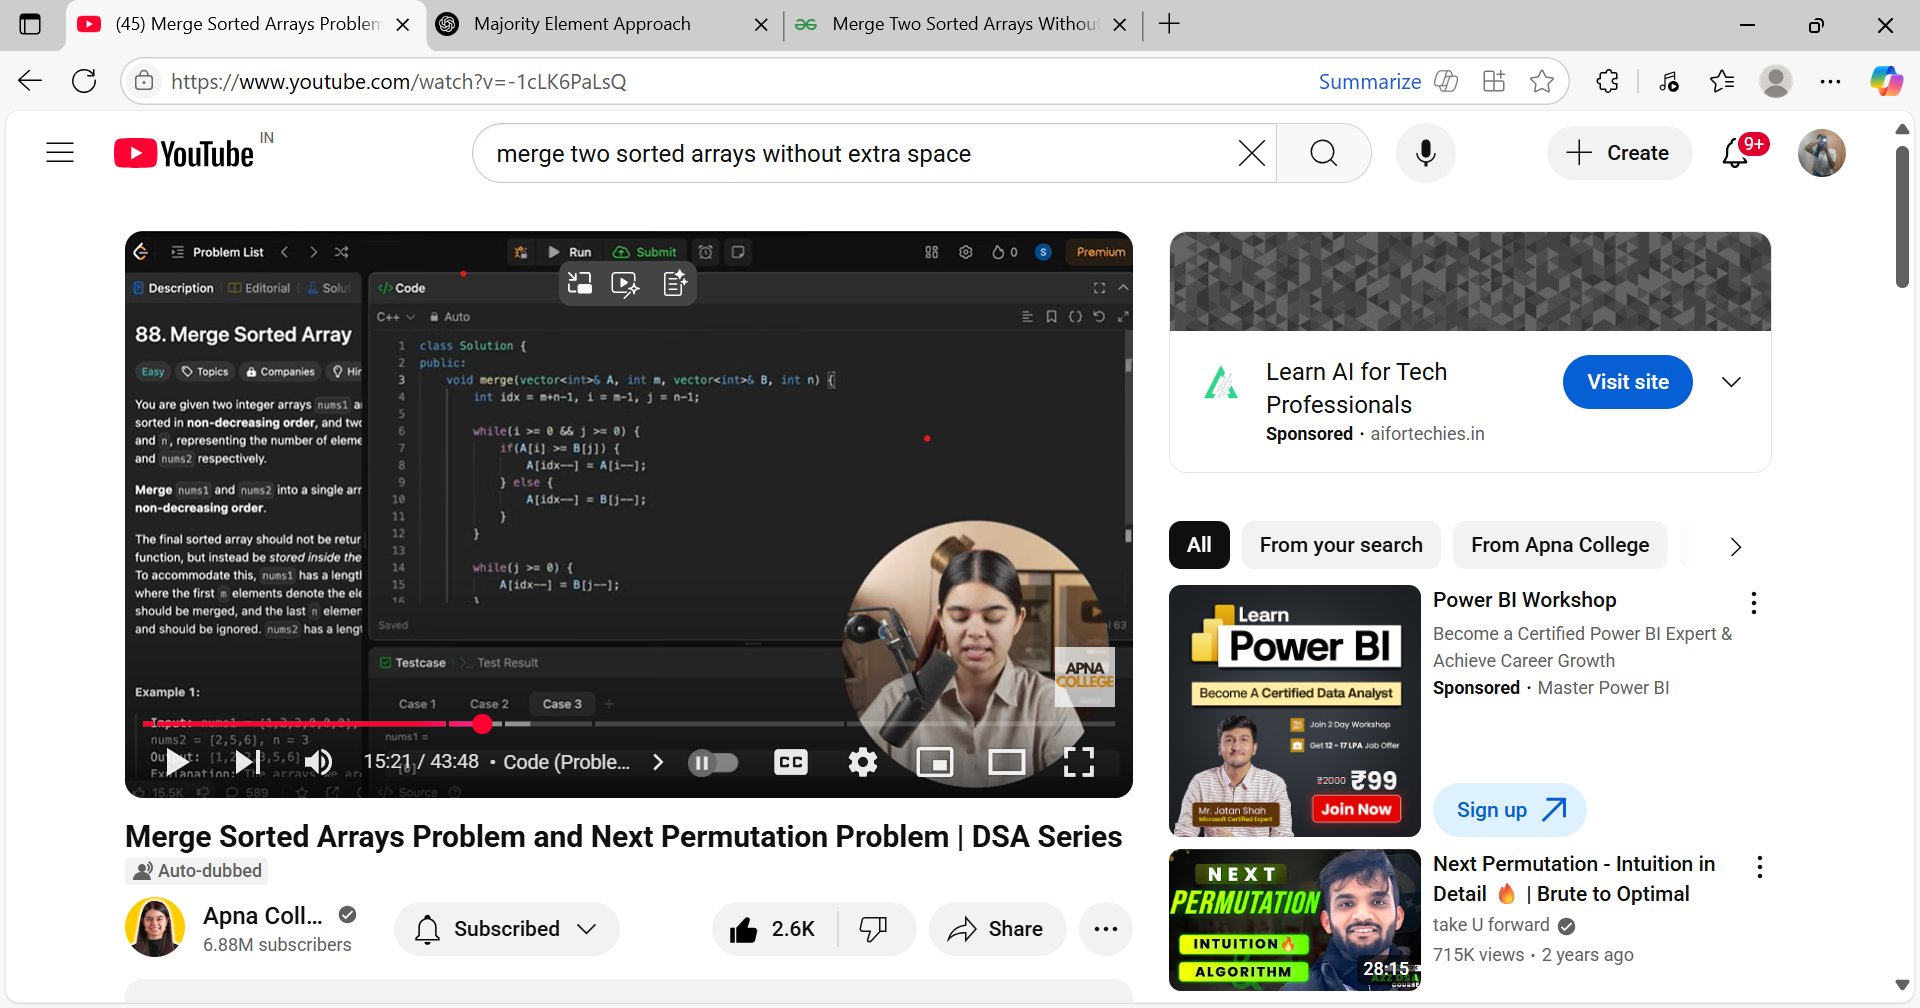 (45) Merge Sorted Arrays Problem
Majority Element Approach
Merge Two Sorted Arrays Without
https://www.youtube.com/watch?v=-1cLK6PaLsQ
Summarize
YouTube IN
merge two sorted arrays without extra space
Create
9+
Problem List
Run
Submit
0
S
Premium
Description
Editorial
Solut
</>Code
C++
Auto
88. Merge Sorted Array
Easy
Topics
Companies
Hin
You are given two integer arrays nums1 a
sorted in non-decreasing order, and two
and n, representing the number of eleme
and nums2 respectively.
Merge nums1 and nums2 into a single arr
non-decreasing order.
The final sorted array should not be retur
function, but instead be stored inside the
To accommodate this, nums1 has a lengt
where the first m elements denote the ele
should be merged, and the last n elemen
and should be ignored. nums2 has a lengt
Example 1:
Input: nums1 = [1,2,3,0,0,0],
nums2 = [2,5,6], n = 3
Explanation: The arrays we are
1 class Solution {
2 public:
3 void merge(vector<int>& A, int m, vector<int>& B, int n) {
4 int idx = m+n-1, i = m-1, j = n-1;
5
6 while(i >= 0 && j >= 0) {
7 if(A[i] >= B[j]) {
8 A[idx--] = A[i--];
9 } else {
10 A[idx--] = B[j--];
11 }
12 }
13
14 while(j >= 0) {
15 A[idx--] = B[j--];
16 }
Saved
63
Testcase
Test Result
Case 1
Case 2
Case 3
nums1 =
[0]
</> Source
15.5K
589
APNA
COLLEGE
15:21 / 43:48 • Code (Proble...
CC
Merge Sorted Arrays Problem and Next Permutation Problem | DSA Series
Auto-dubbed
Apna Coll...
6.88M subscribers
Subscribed
2.6K
Share
Learn AI for Tech
Professionals
Sponsored · aifortechies.in
Visit site
All
From your search
From Apna College
Learn
Power BI
Become A Certified Data Analyst
Join 2 Day Workshop
Get 12 - 17 LPA Job Offer
₹2000 ₹99
Join Now
Mr. Jatan Shah
Microsoft Certified Expert
Power BI Workshop
Become a Certified Power BI Expert &
Achieve Career Growth
Sponsored · Master Power BI
Sign up
NEXT
PERMUTATION
INTUITION🔥
ALGORITHM
28:15
Next Permutation - Intuition in
Detail 🔥 | Brute to Optimal
take U forward
715K views · 2 years ago